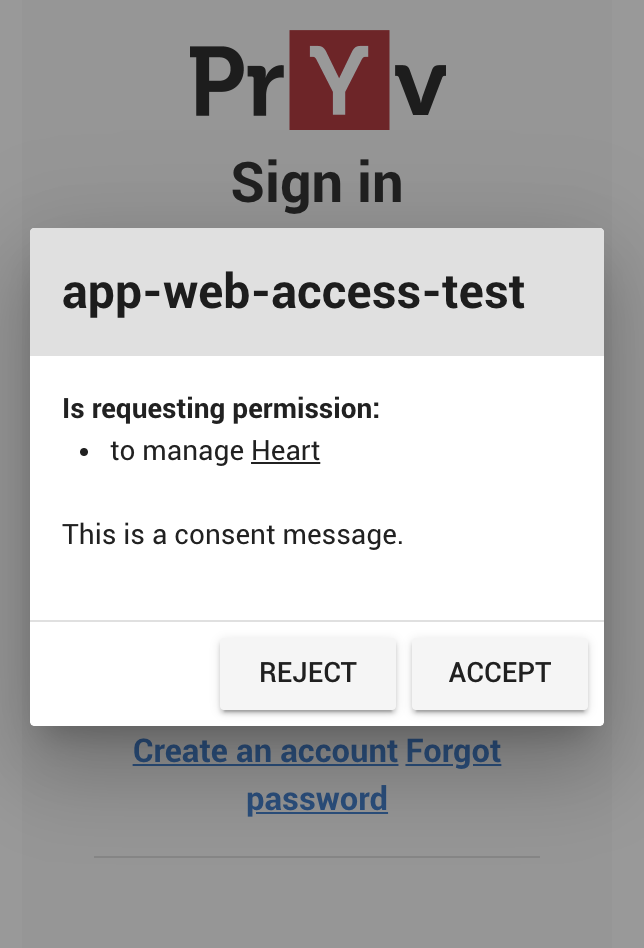 PrYv
Sign in
app-web-access-test
Is requesting permission:
• to manage Heart
This is a consent message.
REJECT ACCEPT
Create an account Forgot
password